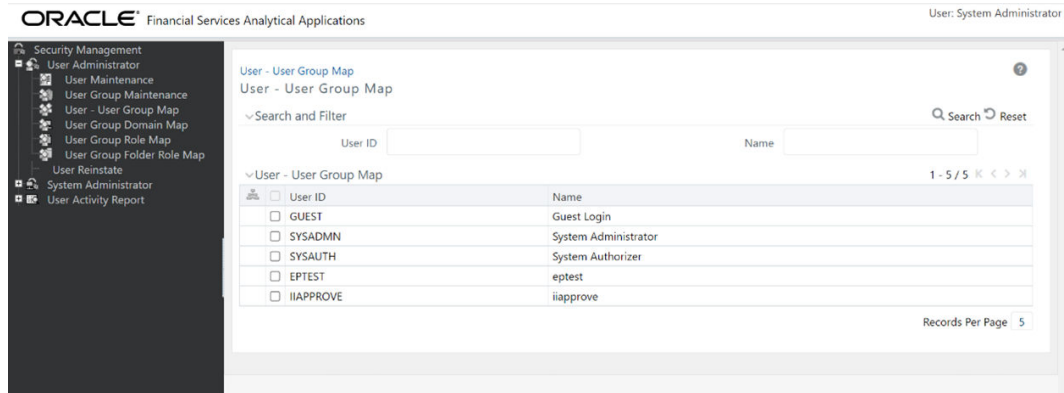 ORACLE® Financial Services Analytical Applications
User: System Administrator
Security Management
User Administrator
User Maintenance
User Group Maintenance
User - User Group Map
User Group Domain Map
User Group Role Map
User Group Folder Role Map
User Reinstate
System Administrator
User Activity Report
User - User Group Map
User - User Group Map
Search and Filter
Search Reset
User ID
Name
User - User Group Map
1 - 5 / 5
User ID Name
GUEST Guest Login
SYSADMN System Administrator
SYSAUTH System Authorizer
EPTEST eptest
IIAPPROVE iiapprove
Records Per Page 5